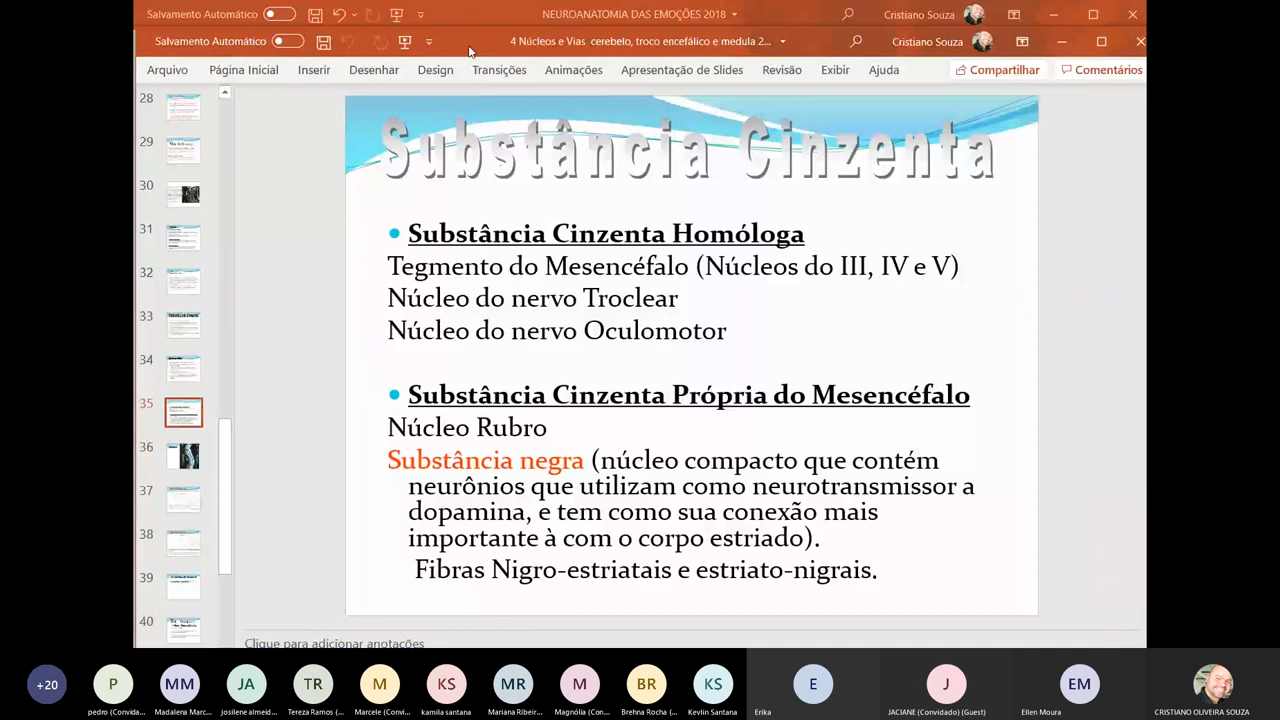 Salvamento Automático
NEUROANATOMIA DAS EMOÇÕES 2018
Cristiano Souza
Salvamento Automático
4 Núcleos e Vias cerebelo, troco encefálico e medula 2...
Cristiano Souza
Arquivo Página Inicial Inserir Desenhar Design Transições Animações Apresentação de Slides Revisão Exibir Ajuda Compartilhar Comentários
28
29
30
31
32
33
34
35
36
37
38
39
40
Substância Cinzenta
Substância Cinzenta Homóloga
Tegmento do Mesencéfalo (Núcleos do III, IV e V)
Núcleo do nervo Troclear
Núcleo do nervo Oculomotor
Substância Cinzenta Própria do Mesencéfalo
Núcleo Rubro
Substância negra (núcleo compacto que contém
neurônios que utilizam como neurotransmissor a
dopamina, e tem como sua conexão mais
importante à com o corpo estriado).
Fibras Nigro-estriatais e estriato-nigrais.
Clique para adicionar anotações
+20 P MM JA TR M KS MR M BR KS E J EM
pedro (Convida... Madalena Marc... josilene almeid... Tereza Ramos (... Marcele (Convi... kamila santana Mariana Ribeir... Magnólia (Con... Brehna Rocha (... Kevlin Santana Erika JACIANE (Convidado) (Guest) Ellen Moura CRISTIANO OLIVEIRA SOUZA